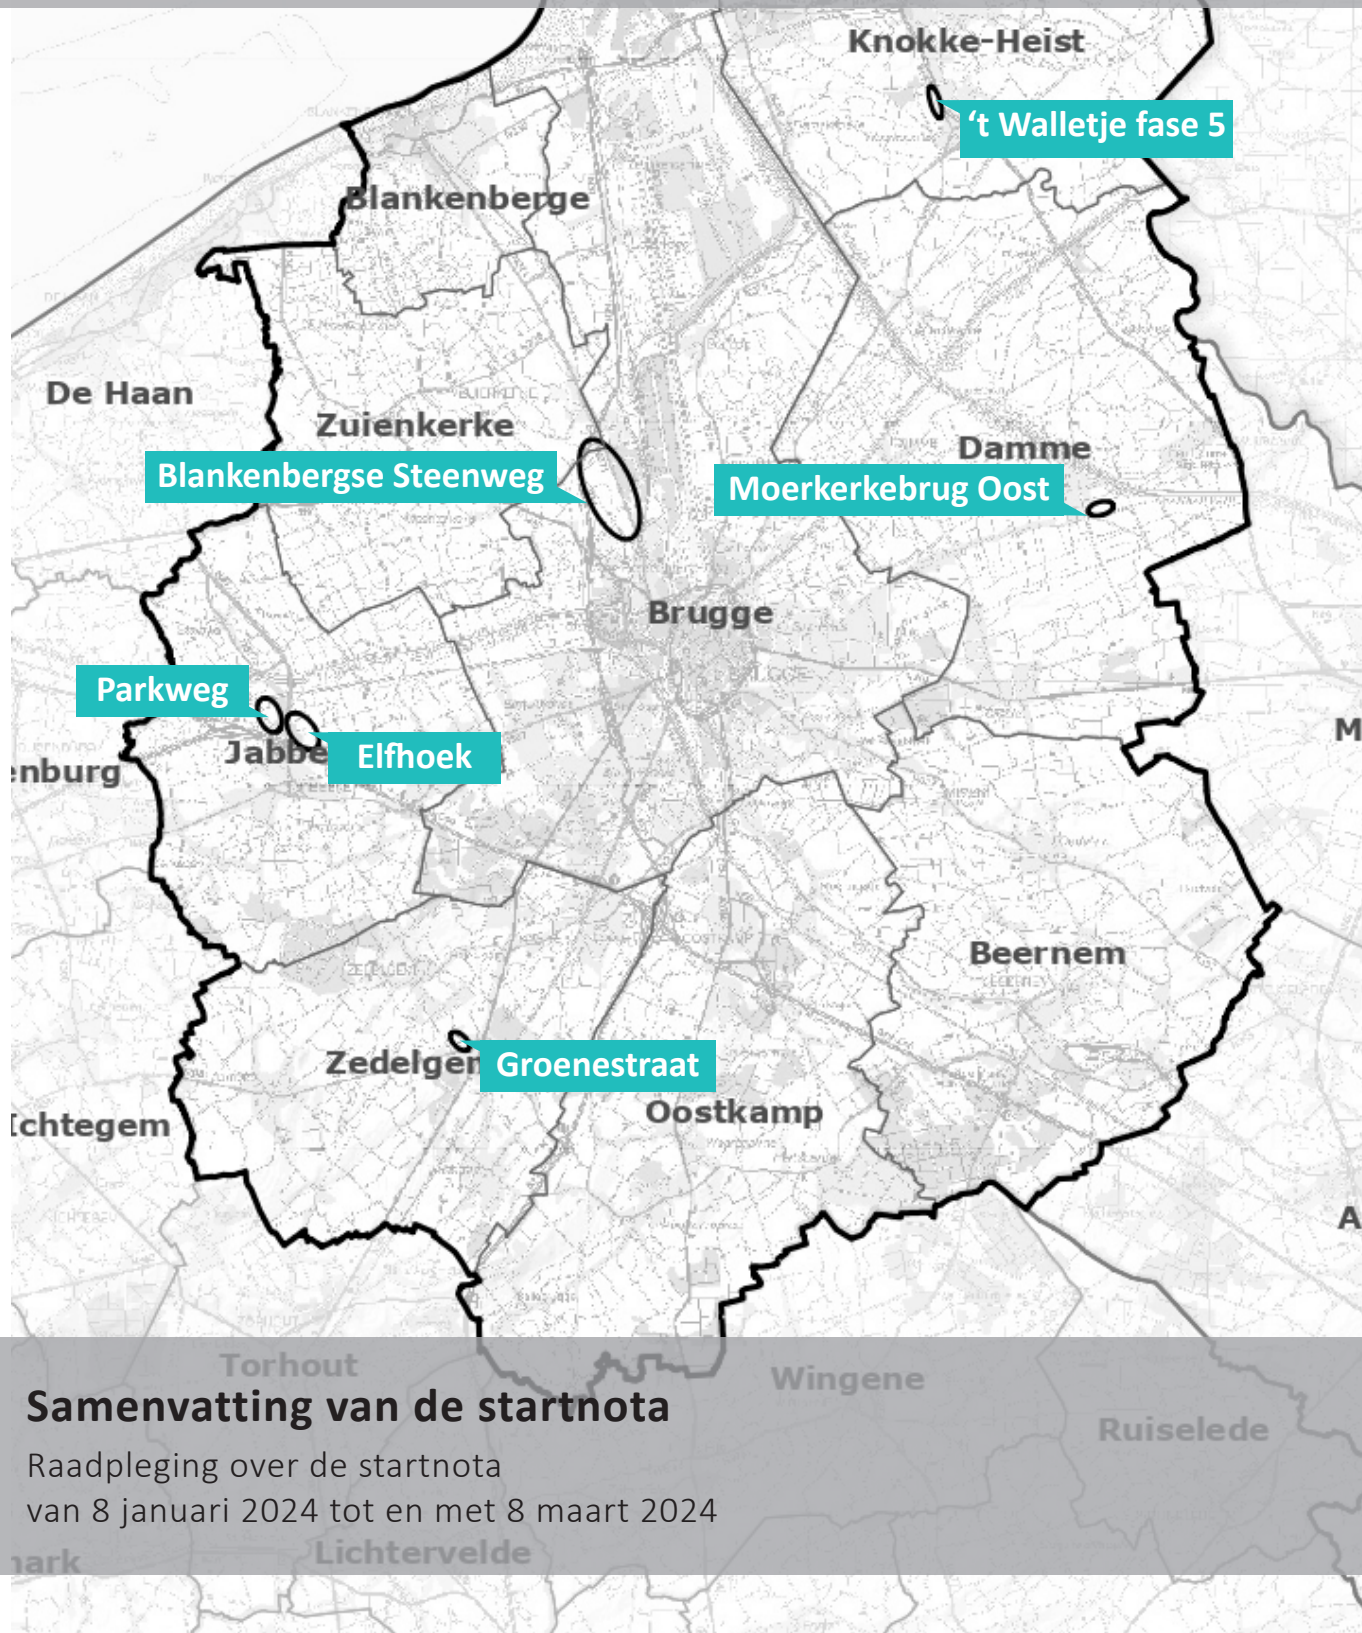 Knokke-Heist
‘t Walletje fase 5
Blankenberge
De Haan
Zuienkerke
Damme
Blankenbergse Steenweg
Moerkerkebrug Oost
Brugge
Parkweg
Jabbe
Elfhoek
enburg
M
Beernem
Zedelgem
Groenestraat
Oostkamp
Ichtegem
A
Torhout
Wingene
Samenvatting van de startnota
Ruiselede
Raadpleging over de startnota
van 8 januari 2024 tot en met 8 maart 2024
Lichtervelde
nark